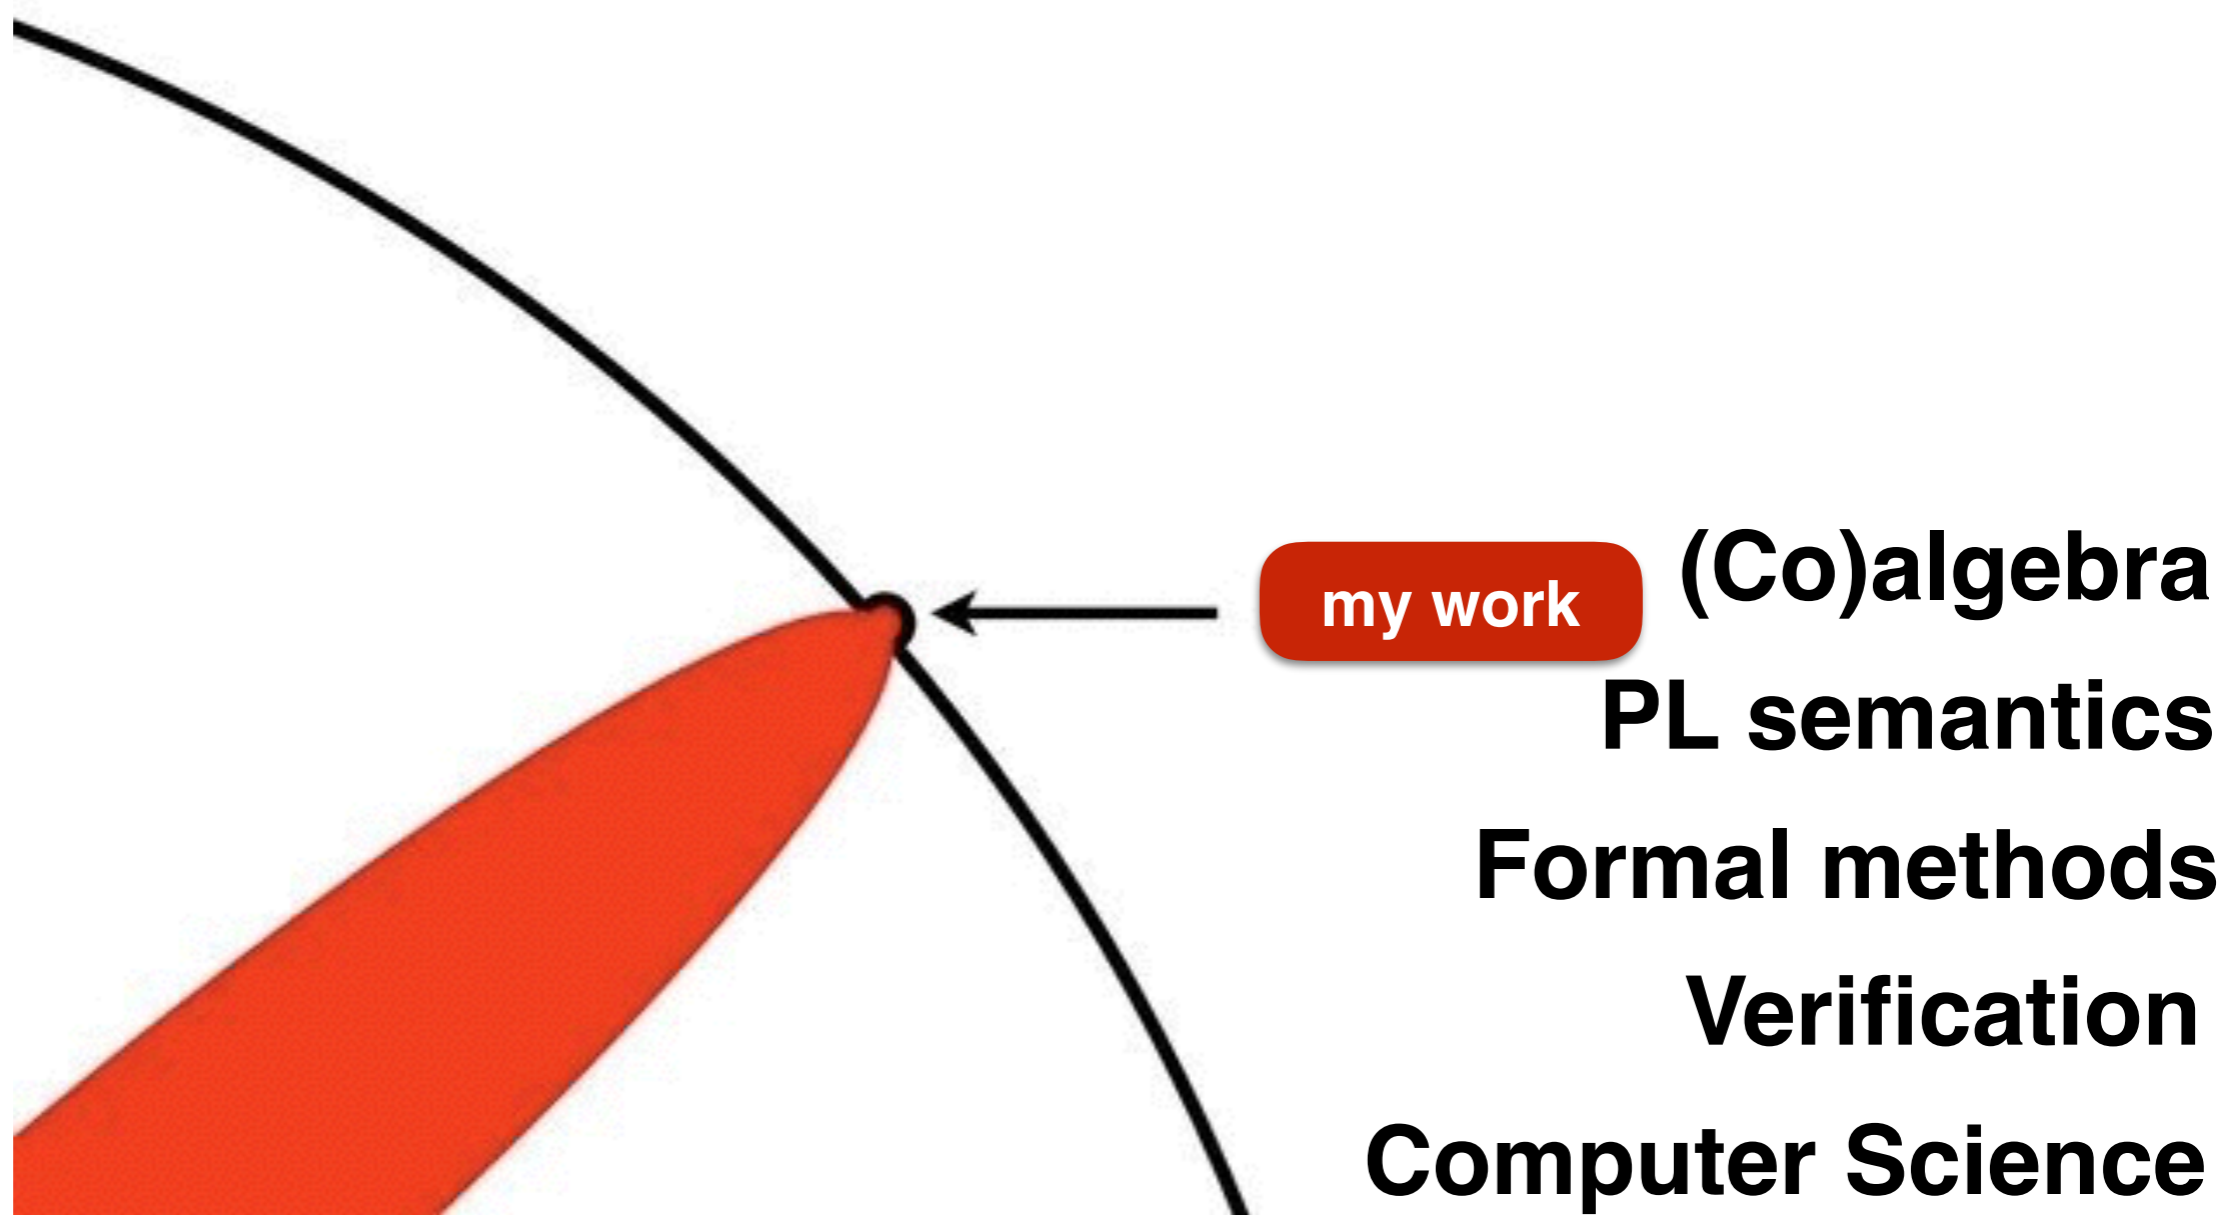 my work
(Co)algebra
PL semantics
Formal methods
Verification
Computer Science